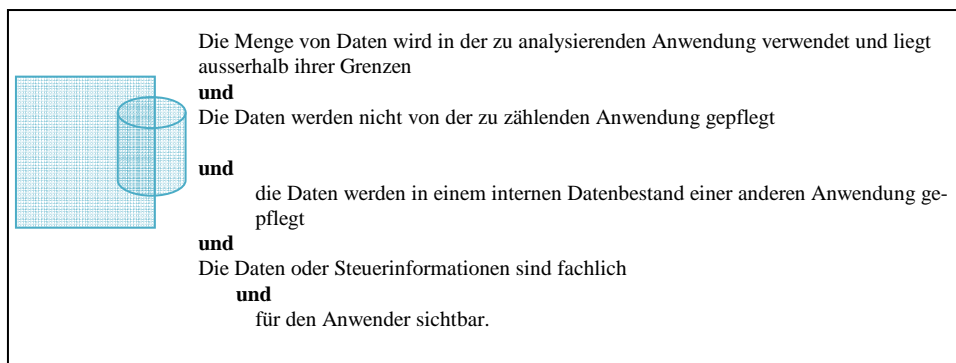 Die Menge von Daten wird in der zu analysierenden Anwendung verwendet und liegt
ausserhalb ihrer Grenzen
und
Die Daten werden nicht von der zu zählenden Anwendung gepflegt
und
die Daten werden in einem internen Datenbestand einer anderen Anwendung ge-
pflegt
und
Die Daten oder Steuerinformationen sind fachlich
und
für den Anwender sichtbar.